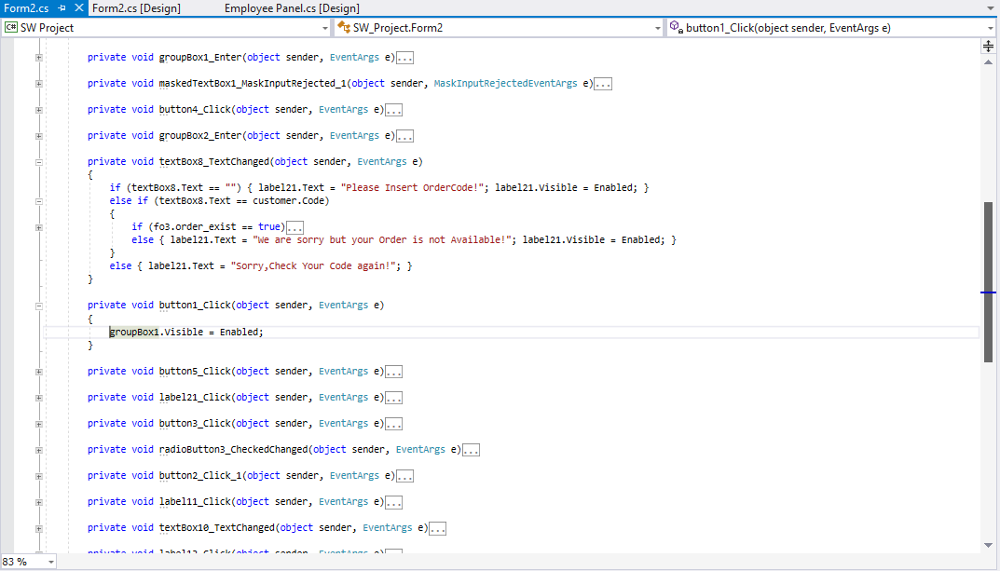 Form2.cs Form2.cs [Design] Employee Panel.cs [Design]
C# SW Project SW_Project.Form2 button1_Click(object sender, EventArgs e)
private void groupBox1_Enter(object sender, EventArgs e)...
private void maskedTextBox1_MaskInputRejected_1(object sender, MaskInputRejectedEventArgs e)...
private void button4_Click(object sender, EventArgs e)...
private void groupBox2_Enter(object sender, EventArgs e)...
private void textBox8_TextChanged(object sender, EventArgs e)
{
if (textBox8.Text == "") { label21.Text = "Please Insert OrderCode!"; label21.Visible = Enabled; }
else if (textBox8.Text == customer.Code)
{
if (fo3.order_exist == true)...
else { label21.Text = "We are sorry but your Order is not Available!"; label21.Visible = Enabled; }
}
else { label21.Text = "Sorry,Check Your Code again!"; }
}
private void button1_Click(object sender, EventArgs e)
{
groupBox1.Visible = Enabled;
}
private void button5_Click(object sender, EventArgs e)...
private void label21_Click(object sender, EventArgs e)...
private void button3_Click(object sender, EventArgs e)...
private void radioButton3_CheckedChanged(object sender, EventArgs e)...
private void button2_Click_1(object sender, EventArgs e)...
private void label11_Click(object sender, EventArgs e)...
private void textBox10_TextChanged(object sender, EventArgs e)...
private void label12_Click(object sender, EventArgs e)
83 %